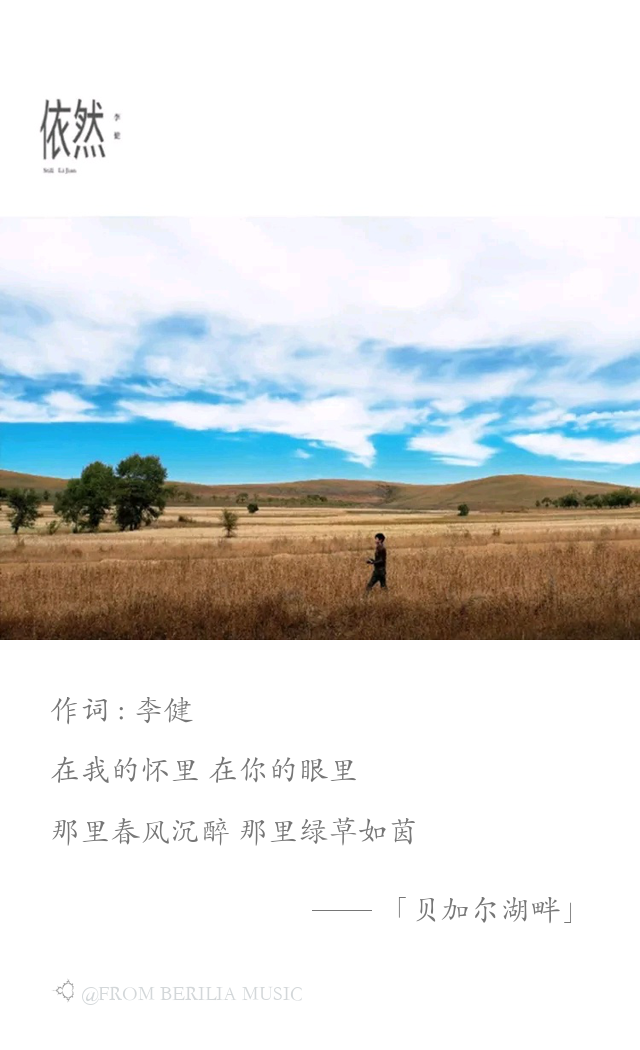 依然
李健
Still Li Jian
作词：李健
在我的怀里 在你的眼里
那里春风沉醉 那里绿草如茵
——「贝加尔湖畔」
@FROM BERILIA MUSIC